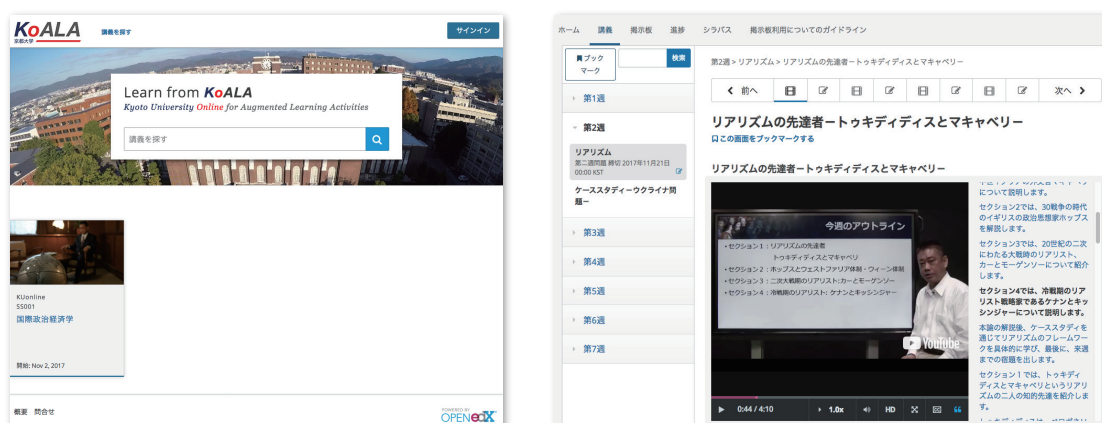 KoALA
京都大学
講義を探す
サインイン
Learn from KoALA
Kyoto University Online for Augmented Learning Activities
講義を探す
KUonline
SS001
国際政治経済学
開始: Nov 2, 2017
概要 問合せ
POWERED BY
OPEN edX
ホーム 講義 掲示板 進捗 シラバス 掲示板利用についてのガイドライン
ブック
マーク
検索
第1週
第2週
リアリズム
第二週問題 締切 2017年11月21日
00:00 KST
ケーススタディーウクライナ問
題ー
第3週
第4週
第5週
第6週
第7週
第2週 > リアリズム > リアリズムの先達者ートゥキディディスとマキャベリー
前へ
次へ
リアリズムの先達者ートゥキディディスとマキャベリー
この画面をブックマークする
リアリズムの先達者ートゥキディディスとマキャベリー
今週のアウトライン
・セクション1：リアリズムの先達者
トゥキディディスとマキャベリ
・セクション2：ホッブスとウェストファリア体制・ウィーン体制
・セクション3：二次大戦期のリアリスト:カーとモーゲンソー
・セクション4：冷戦期のリアリスト: ケナンとキッシンジャー
YouTube
0:44 / 4:10
1.0x
HD
について説明します。
セクション2では、30戦争の時代
のイギリスの政治思想家ホッブス
を解説します。
セクション3では、20世紀の二次
にわたる大戦時のリアリスト、
カーとモーゲンソーについて紹介
します。
セクション4では、冷戦期のリア
リスト戦略家であるケナンとキッ
シンジャーについて説明します。
本論の解説後、ケーススタディを
通じてリアリズムのフレームワー
クを具体的に学び、最後に、来週
までの宿題を出します。
セクション1では、トゥキディ
ディスとマキャベリというリアリ
ズムの二人の知的先達を紹介しま
す。